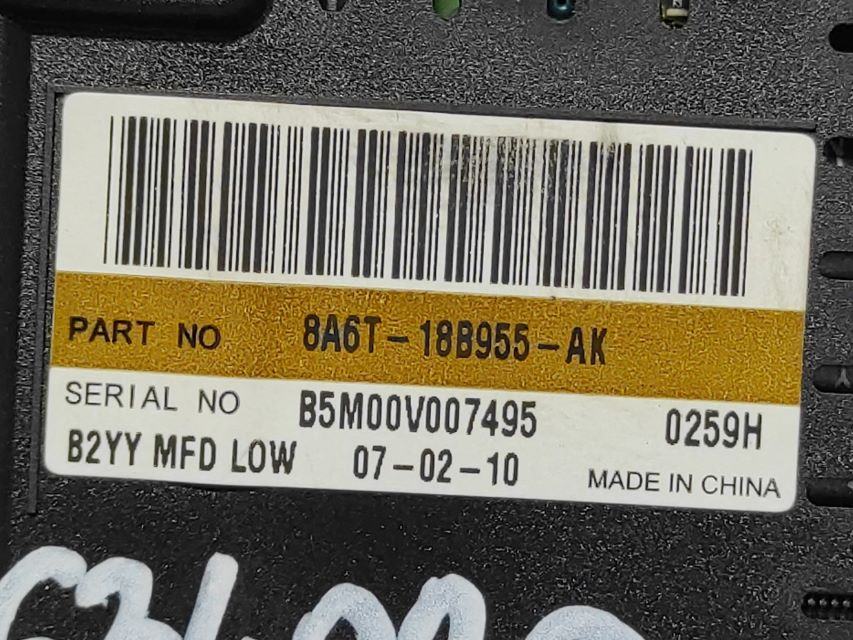 PART NO 8A6T-18B955-AK
SERIAL NO B5M00V007495 0259H
B2YY MFD LOW 07-02-10 MADE IN CHINA